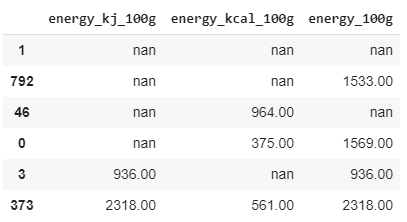 energy_kj_100g energy_kcal_100g energy_100g
1 nan nan nan
792 nan nan 1533.00
46 nan 964.00 nan
0 nan 375.00 1569.00
3 936.00 nan 936.00
373 2318.00 561.00 2318.00